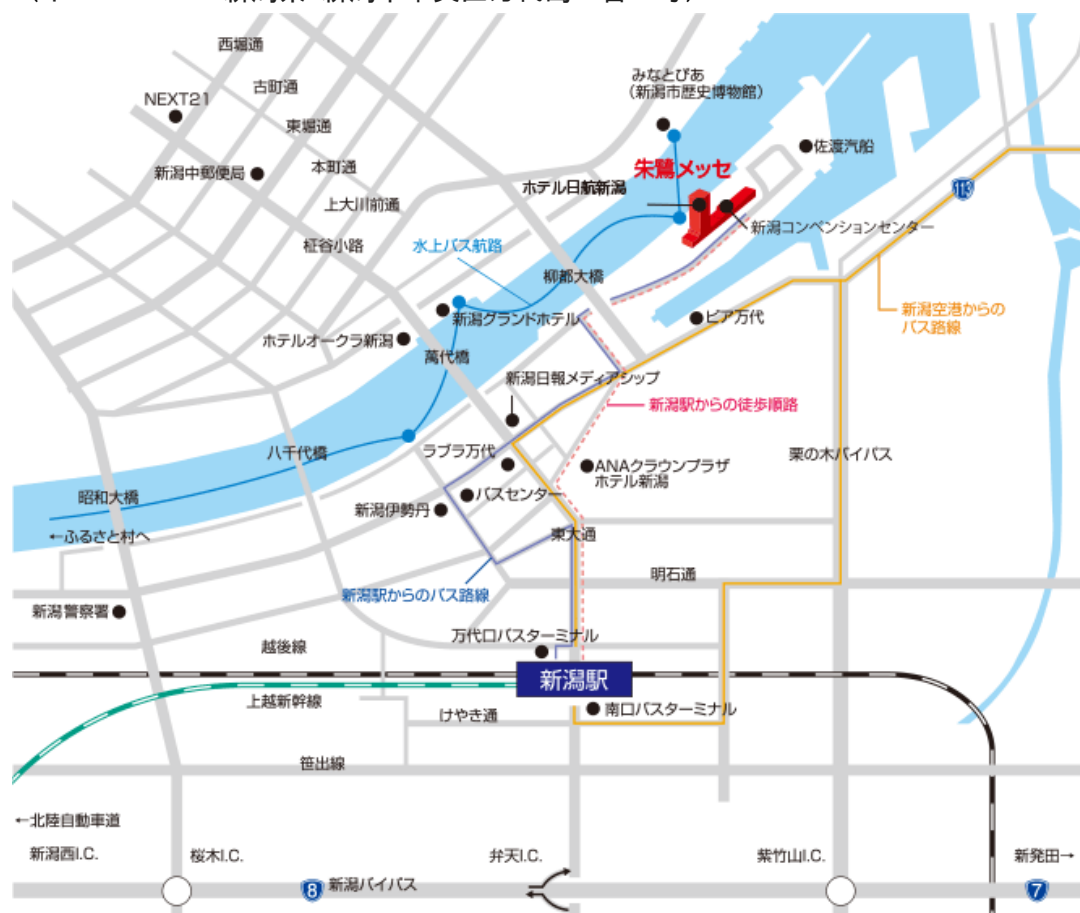 西堀通
古町通
NEXT21
東堀通
新潟中郵便局
本町通
上大川前通
柾谷小路
みなとぴあ
(新潟市歴史博物館)
佐渡汽船
朱鷺メッセ
ホテル日航新潟
新潟コンベンションセンター
113
水上バス航路
柳都大橋
新潟グランドホテル
ピア万代
新潟空港からの
バス路線
ホテルオークラ新潟
萬代橋
新潟日報メディアシップ
新潟駅からの徒歩順路
八千代橋
ラブラ万代
栗の木バイパス
ANAクラウンプラザ
ホテル新潟
バスセンター
昭和大橋
新潟伊勢丹
←ふるさと村へ
東大通
明石通
新潟駅からのバス路線
新潟警察署
万代口バスターミナル
越後線
新潟駅
上越新幹線
南口バスターミナル
けやき通
笹出線
←北陸自動車道
新潟西I.C.
桜木I.C.
弁天I.C.
紫竹山I.C.
新発田→
8
新潟バイパス
7